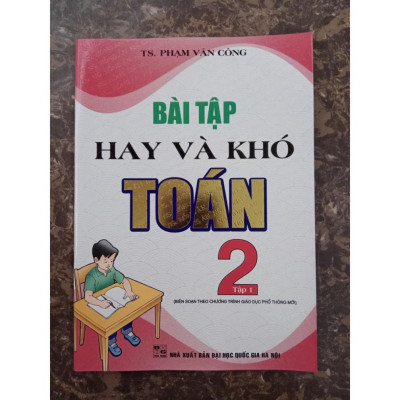 TS. PHẠM VĂN CÔNG
BÀI TẬP
HAY VÀ KHÓ
TOÁN
2
Tập 1
(BIÊN SOẠN THEO CHƯƠNG TRÌNH GIÁO DỤC PHỔ THÔNG MỚI)
NHÀ XUẤT BẢN ĐẠI HỌC QUỐC GIA HÀ NỘI